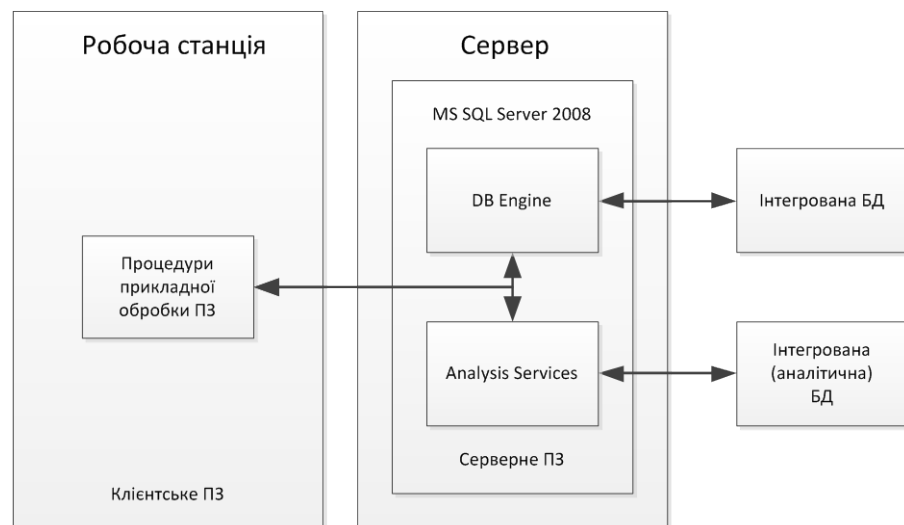 Робоча станція
Процедури
прикладної
обробки ПЗ
Клієнтське ПЗ
Сервер
MS SQL Server 2008
DB Engine
Analysis Services
Серверне ПЗ
Інтегрована БД
Інтегрована
(аналітична)
БД